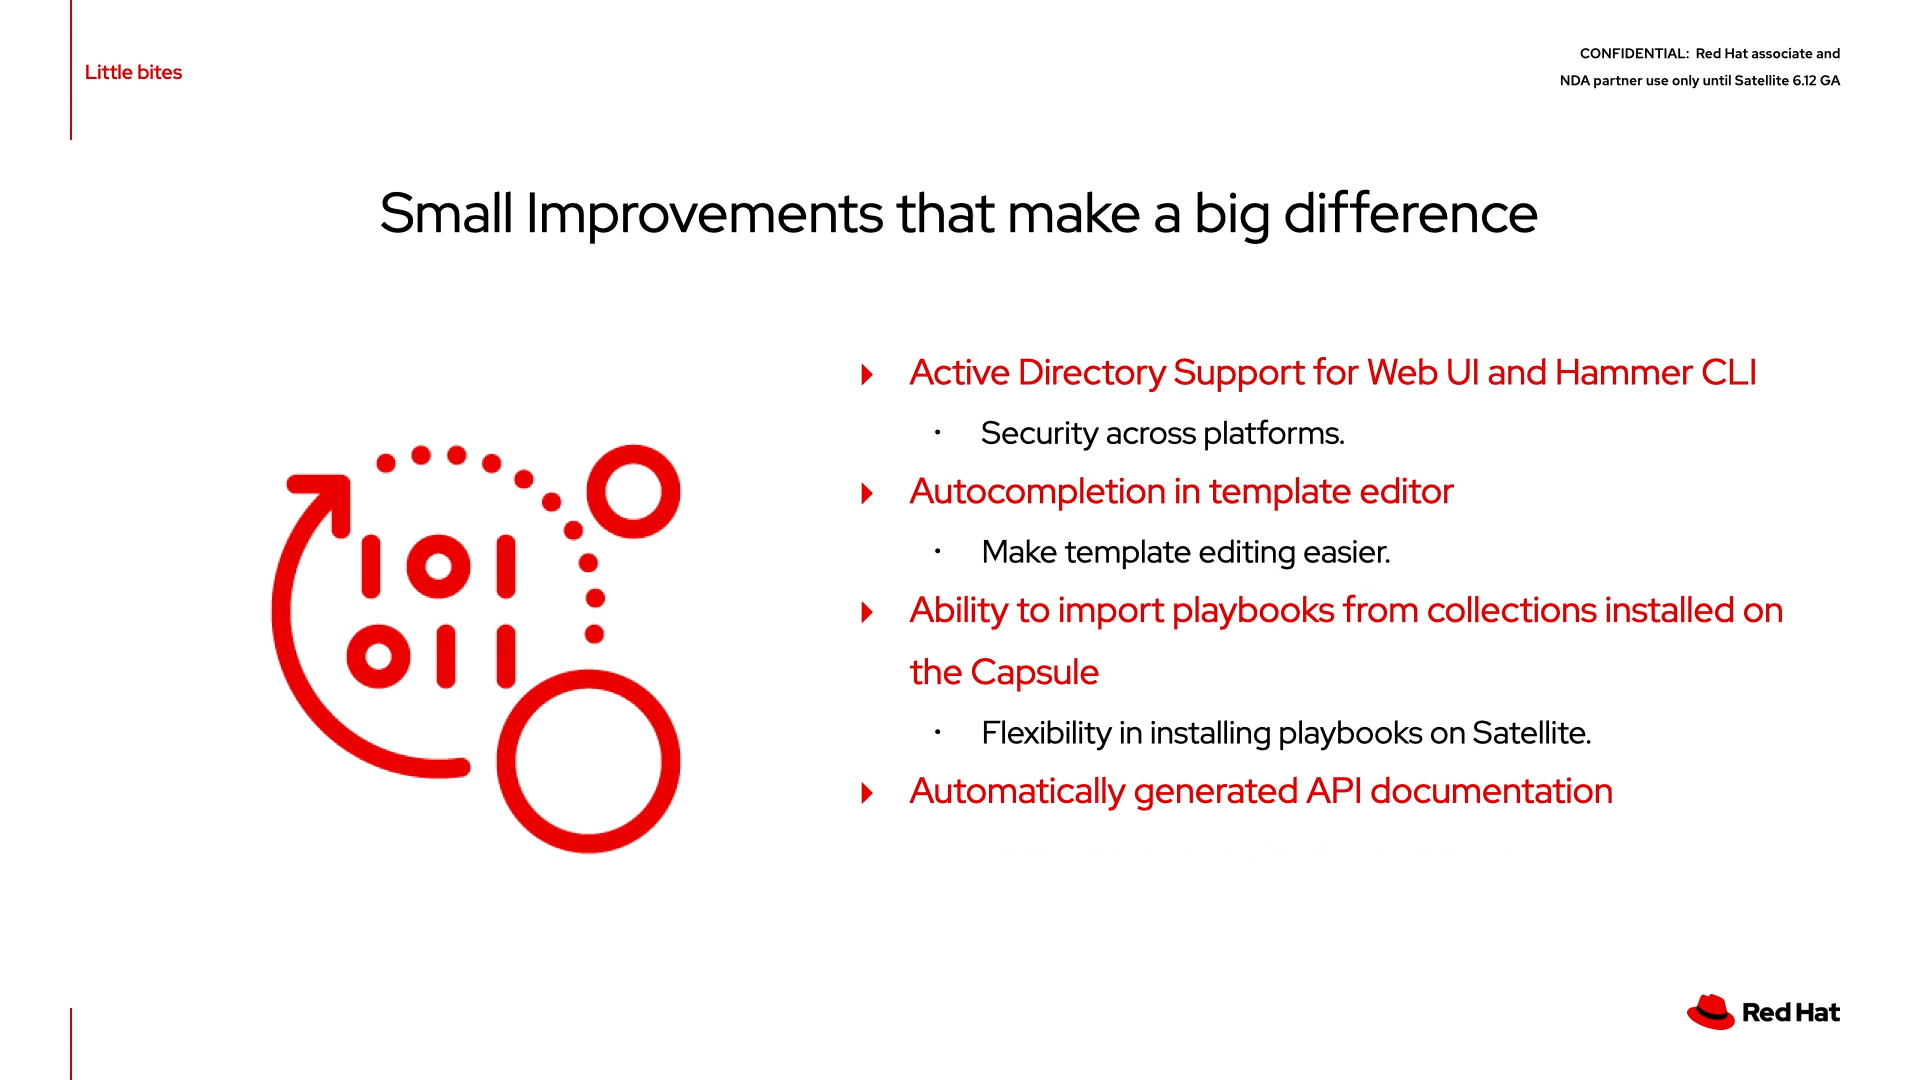 Little bites
CONFIDENTIAL: Red Hat associate and
NDA partner use only until Satellite 6.12 GA
Small Improvements that make a big difference
Active Directory Support for Web UI and Hammer CLI
Security across platforms.
Autocompletion in template editor
Make template editing easier.
Ability to import playbooks from collections installed on
the Capsule
Flexibility in installing playbooks on Satellite.
Automatically generated API documentation
101
011
Red Hat